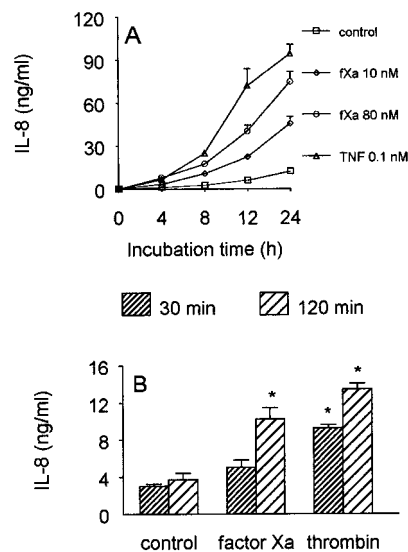 A
IL-8 (ng/ml)
120
90
60
30
0
0 4 8 12 24
Incubation time (h)
control
fXa 10 nM
fXa 80 nM
TNF 0.1 nM
30 min 120 min
B
IL-8 (ng/ml)
16
12
8
4
0
* * *
control factor Xa thrombin